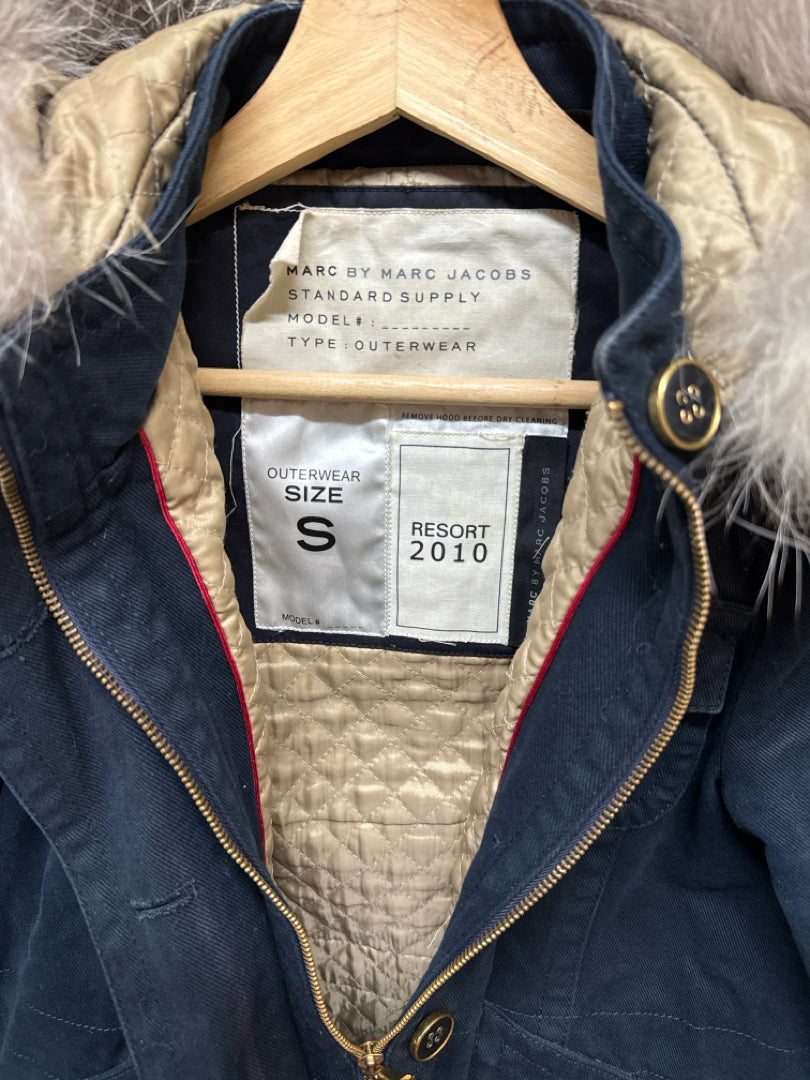 MARC BY MARC JACOBS
STANDARD SUPPLY
MODEL # : _________
TYPE : OUTERWEAR
REMOVE HOOD BEFORE DRY CLEANING
OUTERWEAR
SIZE
S
MODEL # _ _ _ _ _
RESORT
2010
MARC BY MARC JACOBS